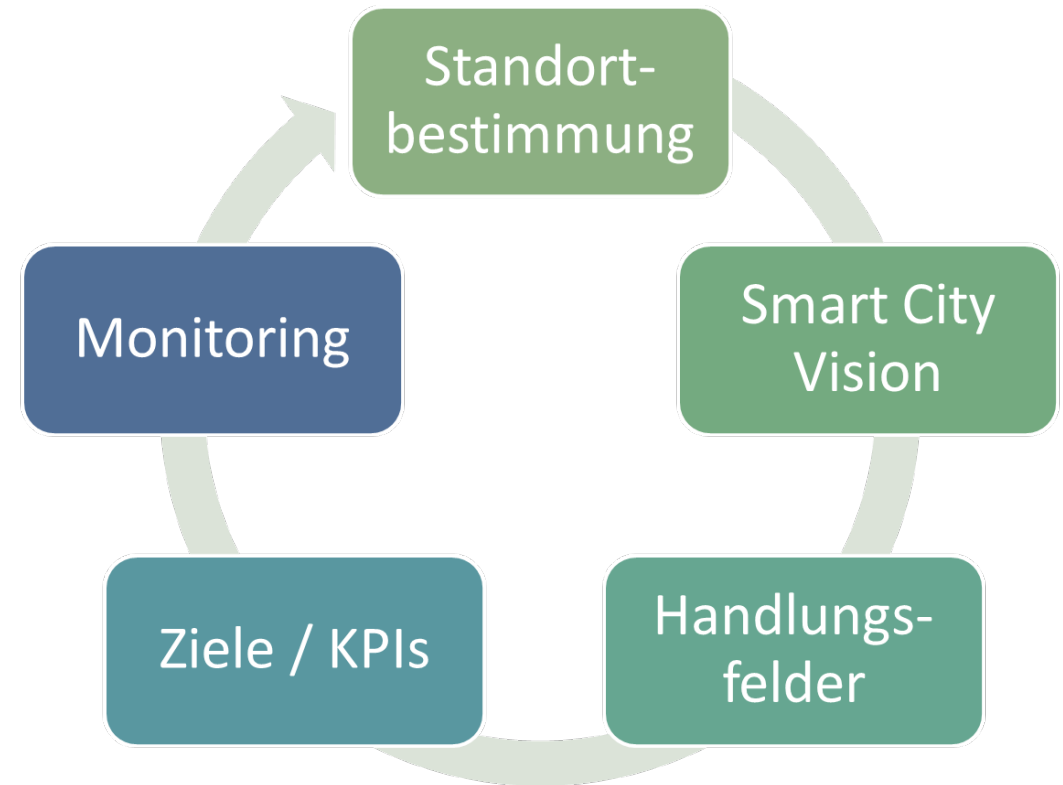 Standort-
bestimmung
Smart City
Vision
Handlungs-
felder
Ziele / KPIs
Monitoring